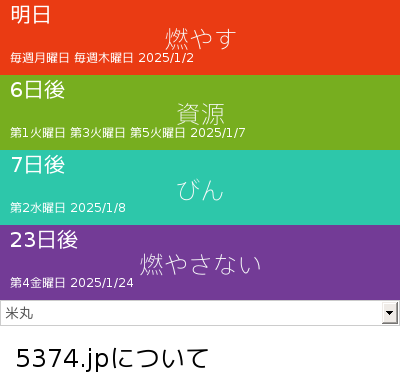 明日
燃やす
毎週月曜日 毎週木曜日 2025/1/2
6日後
資源
第1火曜日 第3火曜日 第5火曜日 2025/1/7
7日後
びん
第2水曜日 2025/1/8
23日後
燃やさない
第4金曜日 2025/1/24
米丸
5374.jpについて